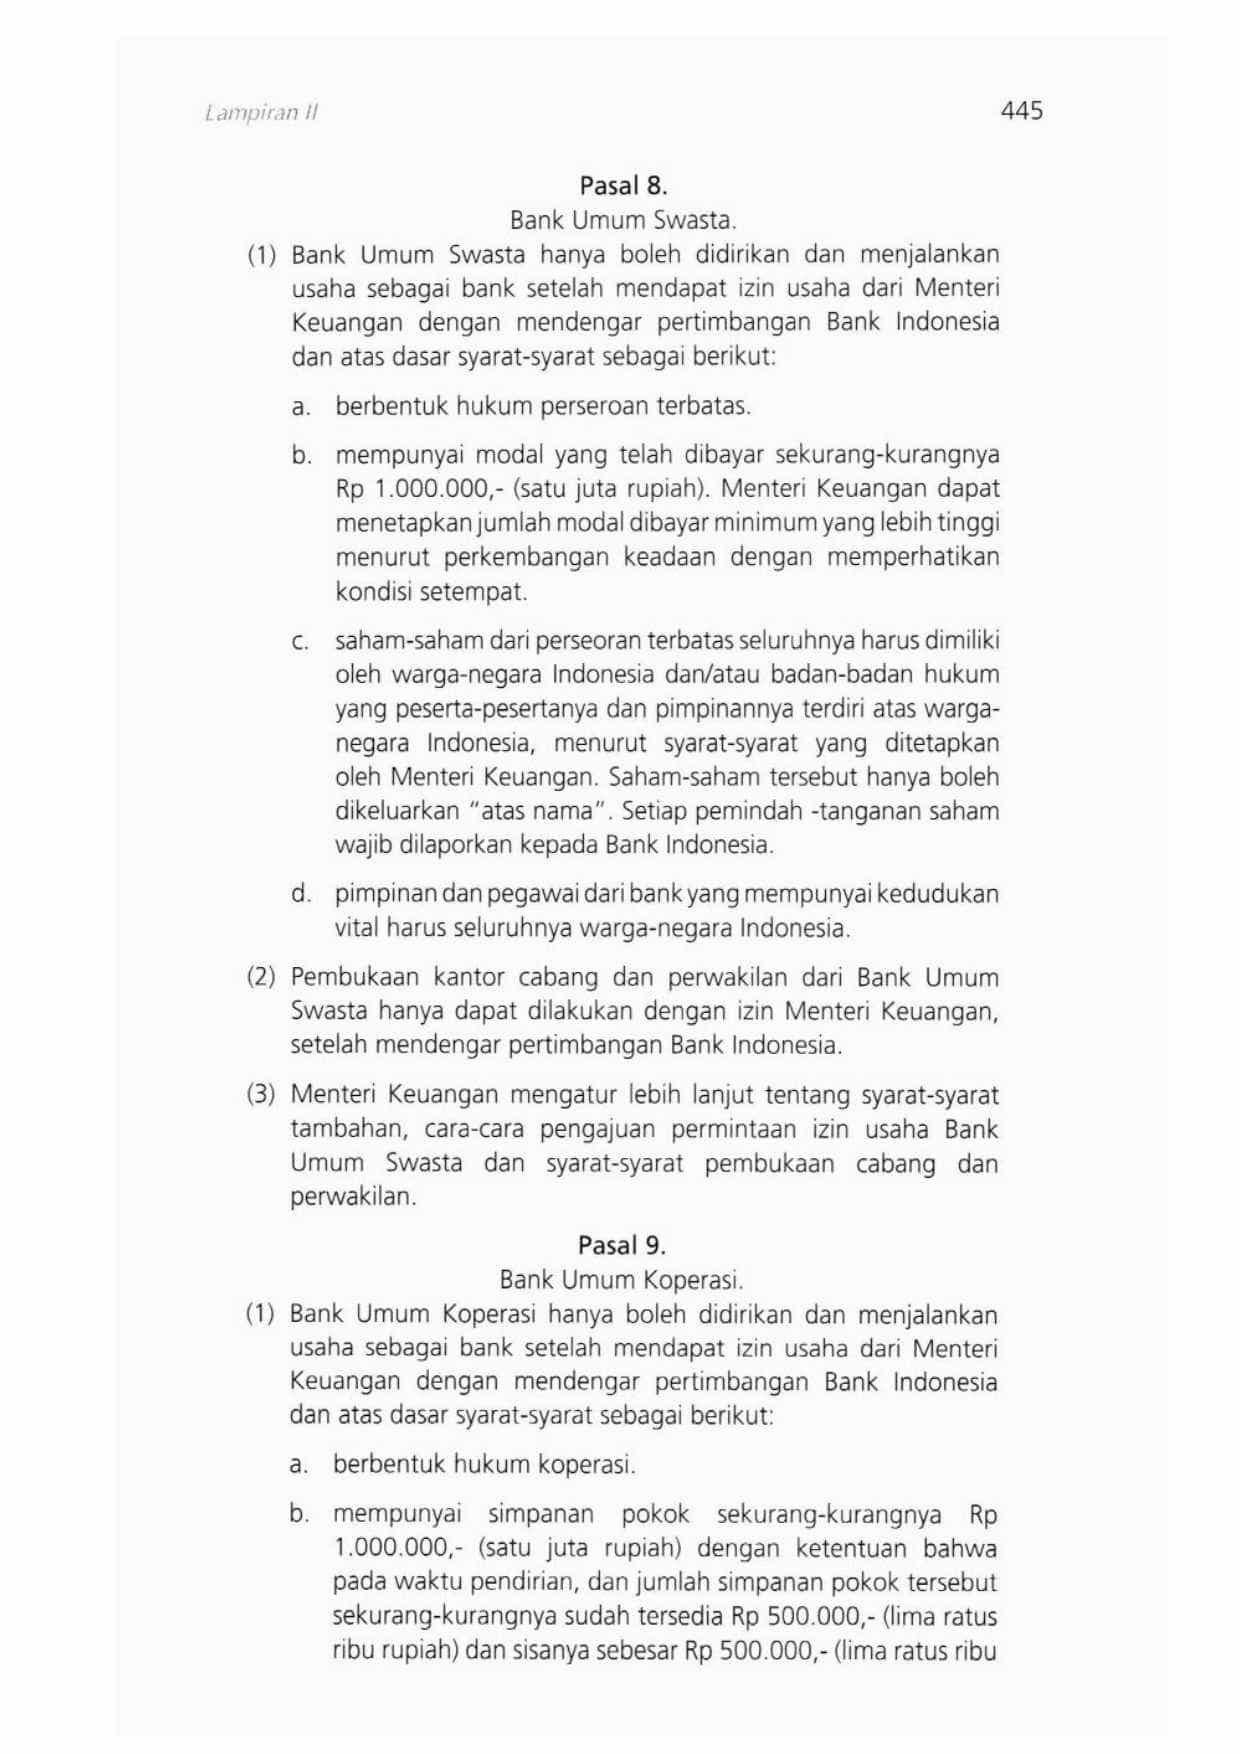 Lampiran II 445
Pasal 8.
Bank Umum Swasta.
(1) Bank Umum Swasta hanya boleh didirikan dan menjalankan
usaha sebagai bank setelah mendapat izin usaha dari Menteri
Keuangan dengan mendengar pertimbangan Bank Indonesia
dan atas dasar syarat-syarat sebagai berikut:
a. berbentuk hukum perseroan terbatas.
b. mempunyai modal yang telah dibayar sekurang-kurangnya
Rp 1.000.000,- (satu juta rupiah). Menteri Keuangan dapat
menetapkan jumlah modal dibayar minimum yang lebih tinggi
menurut perkembangan keadaan dengan memperhatikan
kondisi setempat.
c. saham-saham dari perseoran terbatas seluruhnya harus dimiliki
oleh warga-negara Indonesia dan/atau badan-badan hukum
yang peserta-pesertanya dan pimpinannya terdiri atas warga-
negara Indonesia, menurut syarat-syarat yang ditetapkan
oleh Menteri Keuangan. Saham-saham tersebut hanya boleh
dikeluarkan “atas nama”. Setiap pemindah -tanganan saham
wajib dilaporkan kepada Bank Indonesia.
d. pimpinan dan pegawai dari bank yang mempunyai kedudukan
vital harus seluruhnya warga-negara Indonesia.
(2) Pembukaan kantor cabang dan perwakilan dari Bank Umum
Swasta hanya dapat dilakukan dengan izin Menteri Keuangan,
setelah mendengar pertimbangan Bank Indonesia.
(3) Menteri Keuangan mengatur lebih lanjut tentang syarat-syarat
tambahan, cara-cara pengajuan permintaan izin usaha Bank
Umum Swasta dan syarat-syarat pembukaan cabang dan
perwakilan.
Pasal 9.
Bank Umum Koperasi.
(1) Bank Umum Koperasi hanya boleh didirikan dan menjalankan
usaha sebagai bank setelah mendapat izin usaha dari Menteri
Keuangan dengan mendengar pertimbangan Bank Indonesia
dan atas dasar syarat-syarat sebagai berikut:
a. berbentuk hukum koperasi.
b. mempunyai simpanan pokok sekurang-kurangnya Rp
1.000.000,- (satu juta rupiah) dengan ketentuan bahwa
pada waktu pendirian, dan jumlah simpanan pokok tersebut
sekurang-kurangnya sudah tersedia Rp 500.000,- (lima ratus
ribu rupiah) dan sisanya sebesar Rp 500.000,- (lima ratus ribu